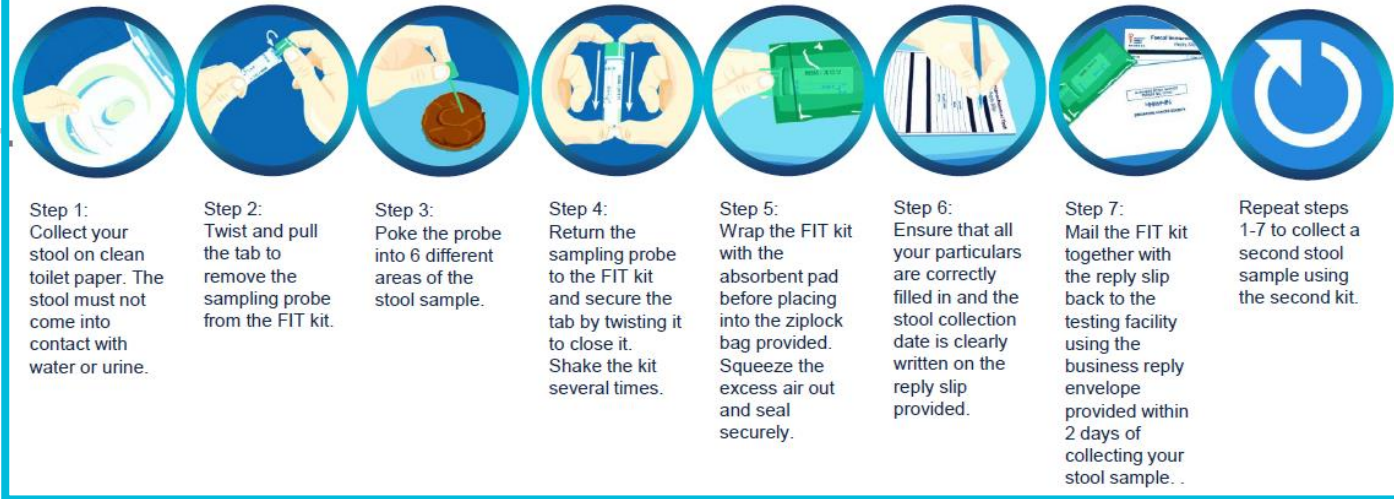 Step 1:
Collect your
stool on clean
toilet paper. The
stool must not
come into
contact with
water or urine.
Step 2:
Twist and pull
the tab to
remove the
sampling probe
from the FIT kit.
Step 3:
Poke the probe
into 6 different
areas of the
stool sample.
Step 4:
Return the
sampling probe
to the FIT kit
and secure the
tab by twisting it
to close it.
Shake the kit
several times.
Step 5:
Wrap the FIT kit
with the
absorbent pad
before placing
into the ziplock
bag provided.
Squeeze the
excess air out
and seal
securely.
Step 6:
Ensure that all
your particulars
are correctly
filled in and the
stool collection
date is clearly
written on the
reply slip
provided.
Step 7:
Mail the FIT kit
together with
the reply slip
back to the
testing facility
using the
business reply
envelope
provided within
2 days of
collecting your
stool sample. .
Repeat steps
1-7 to collect a
second stool
sample using
the second kit.